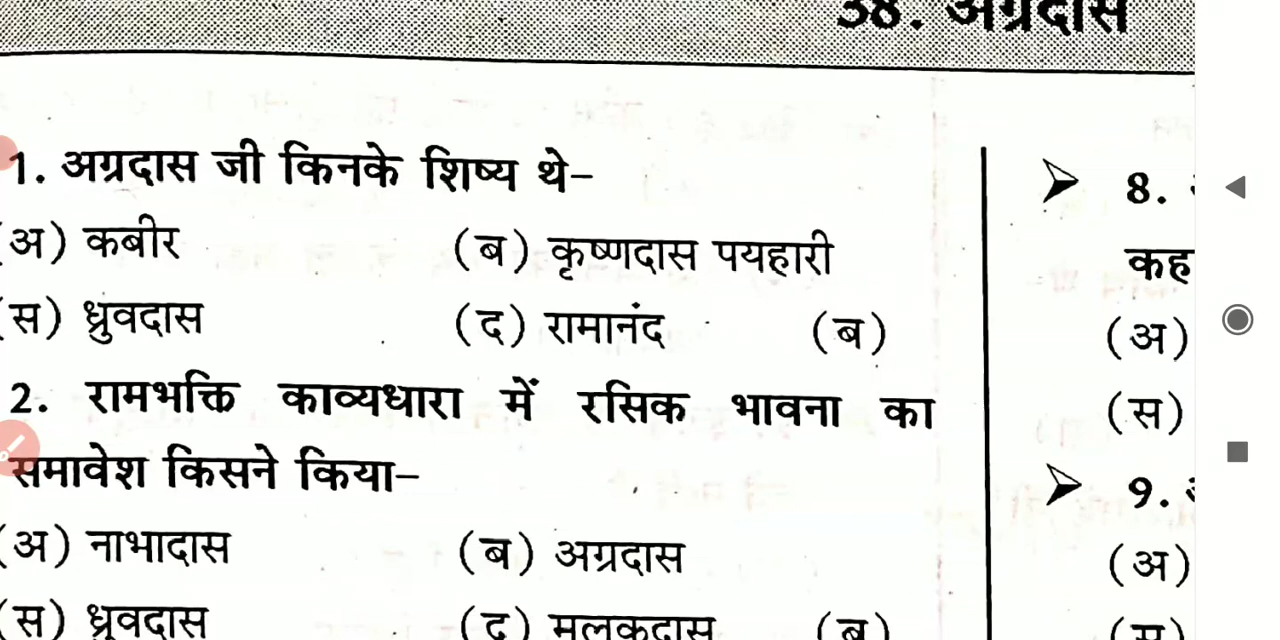 38. अग्रदास
1. अग्रदास जी किनके शिष्य थे–
(अ) कबीर (ब) कृष्णदास पयहारी
(स) ध्रुवदास (द) रामानंद (ब)
2. रामभक्ति काव्यधारा में रसिक भावना का
समावेश किसने किया–
(अ) नाभादास (ब) अग्रदास
(स) ध्रुवदास (द) मलूकदास (ब)
8.
कह
(अ)
(स)
9.
(अ)
(स)